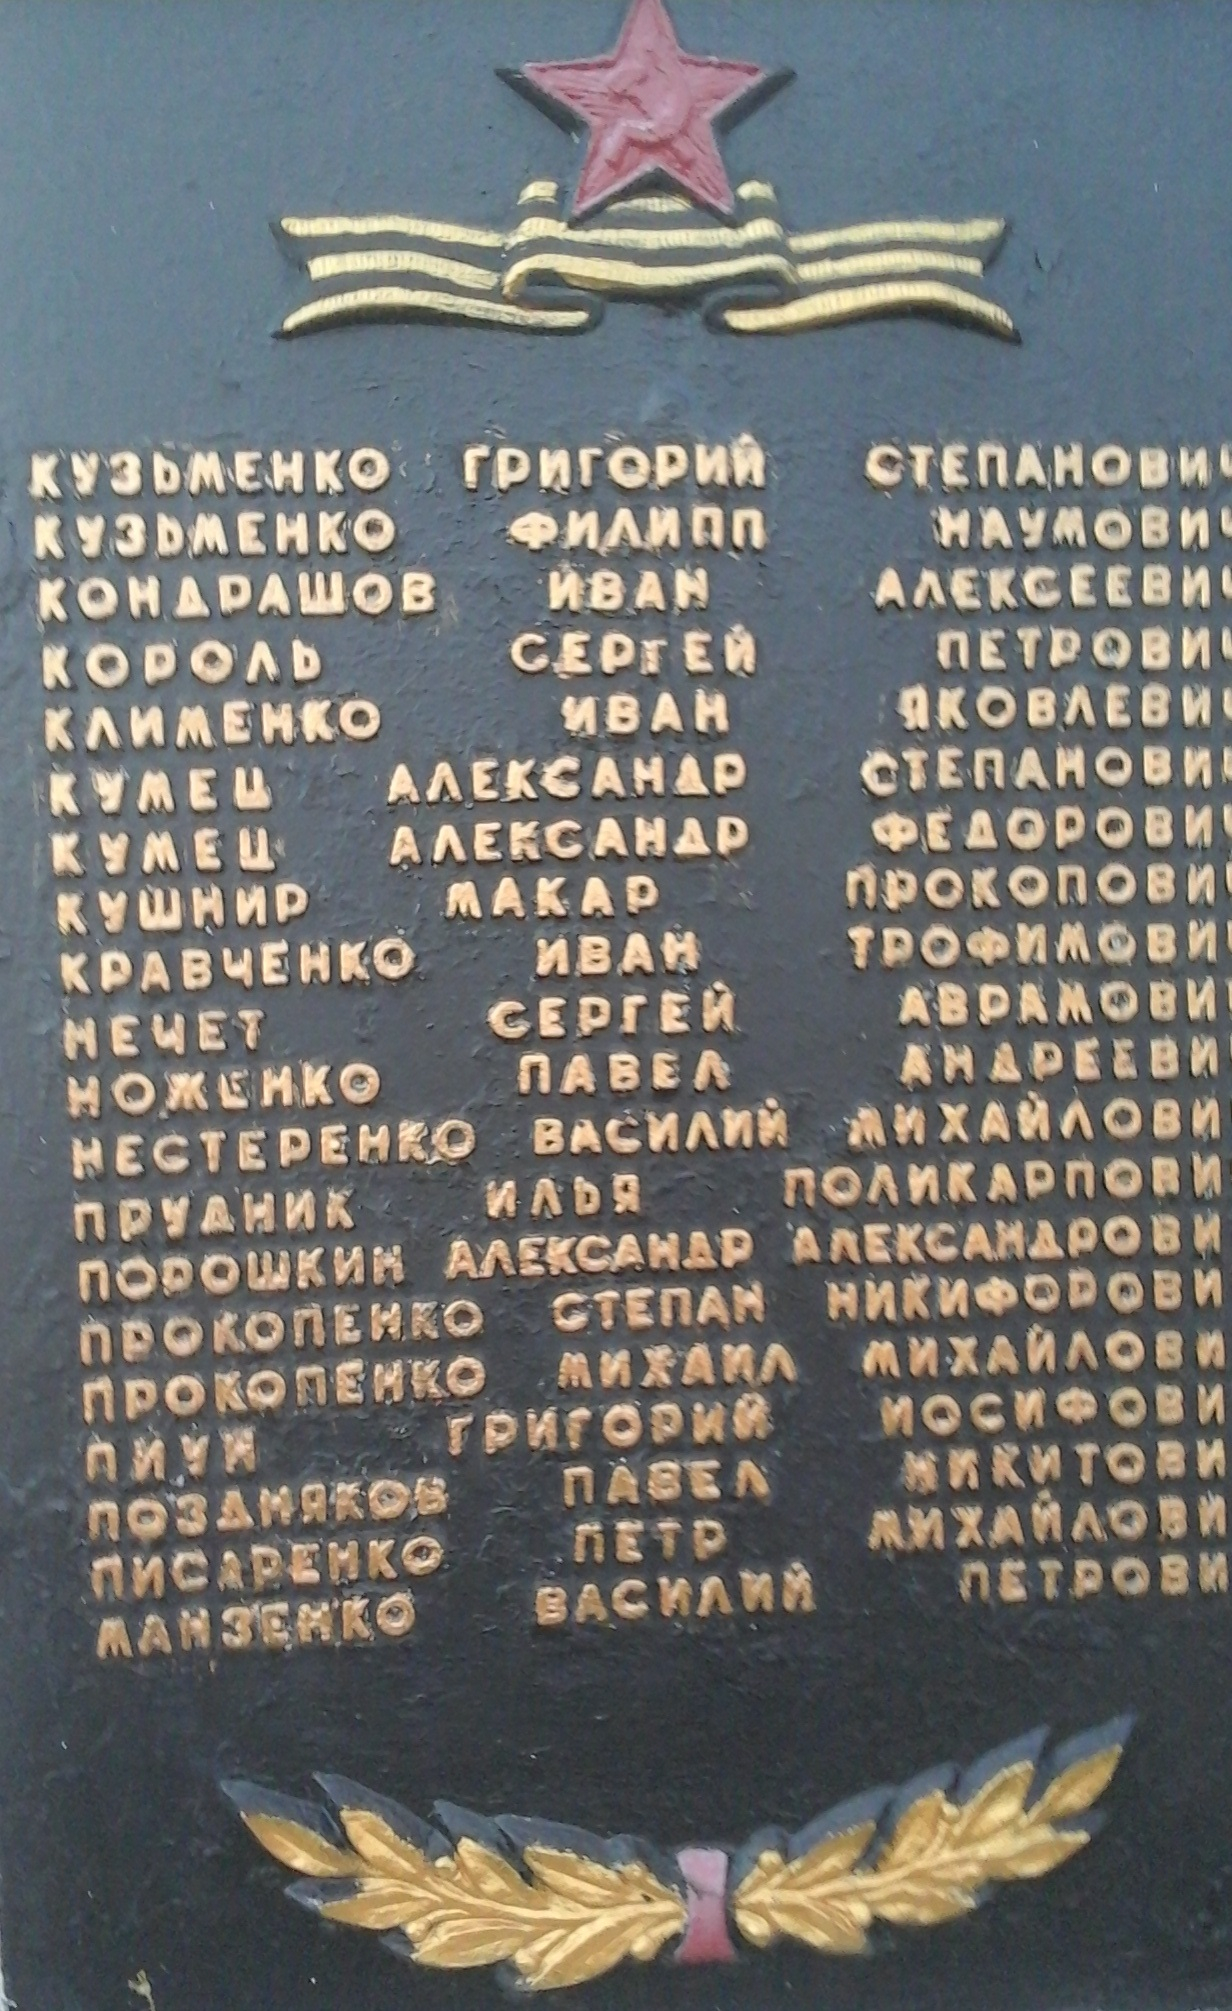 КУЗЬМЕНКО ГРИГОРИЙ СТЕПАНОВИЧ
КУЗЬМЕНКО ФИЛИПП НАУМОВИЧ
КОНДРАШОВ ИВАН АЛЕКСЕЕВИЧ
КОРОЛЬ СЕРГЕЙ ПЕТРОВИЧ
КЛИМЕНКО ИВАН ЯКОВЛЕВИ
КУМЕЦ АЛЕКСАНДР СТЕПАНОВИЧ
КУМЕЦ АЛЕКСАНДР ФЕДОРОВИ
КУШНИР МАКАР ПРОКОПОВИЧ
КРАВЧЕНКО ИВАН ТРОФИМОВИ
НЕЧЕТ СЕРГЕЙ АВРАМОВИ
НОЖЕНКО ПАВЕЛ АНДРЕЕВИ
НЕСТЕРЕНКО ВАСИЛИЙ МИХАЙЛОВИ
ПРУДНИК ИЛЬЯ ПОЛИКАРПОВИ
ПОРОШКИН АЛЕКСАНДР АЛЕКСАНДРОВИ
ПРОКОПЕНКО СТЕПАН НИКИФОРОВИ
ПРОКОПЕНКО МИХАИЛ МИХАЙЛОВИ
ПИУН ГРИГОРИЙ ИОСИФОВИ
ПОЗДНЯКОВ ПАВЕЛ НИКИТОВИ
ПИСАРЕНКО ПЕТР МИХАЙЛОВИ
МАНЗЕНКО ВАСИЛИЙ ПЕТРОВИ